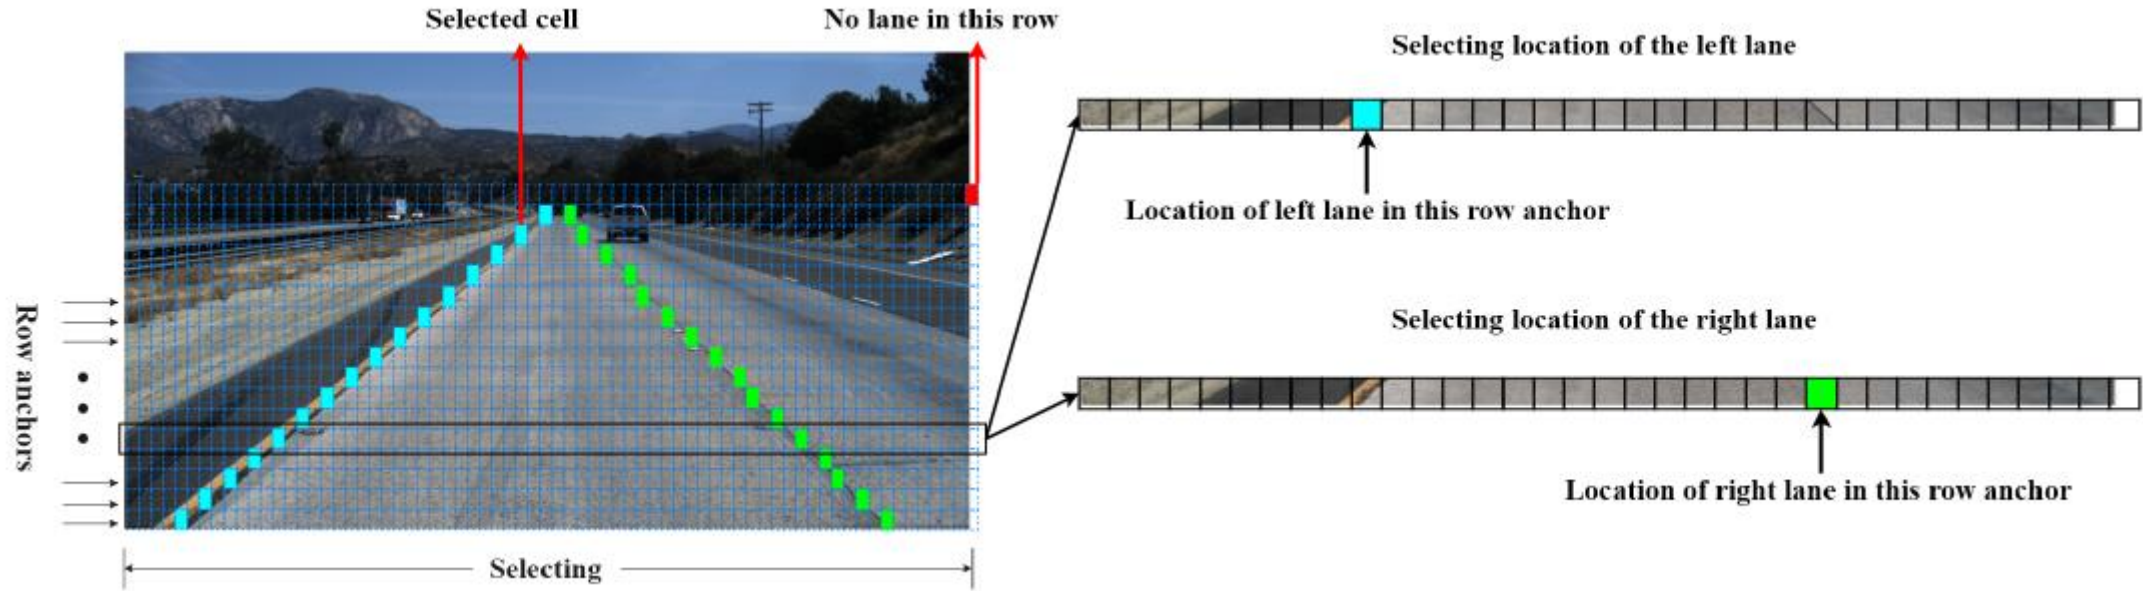 Selected cell
No lane in this row
Selecting location of the left lane
Location of left lane in this row anchor
Row anchors
Selecting location of the right lane
Location of right lane in this row anchor
Selecting